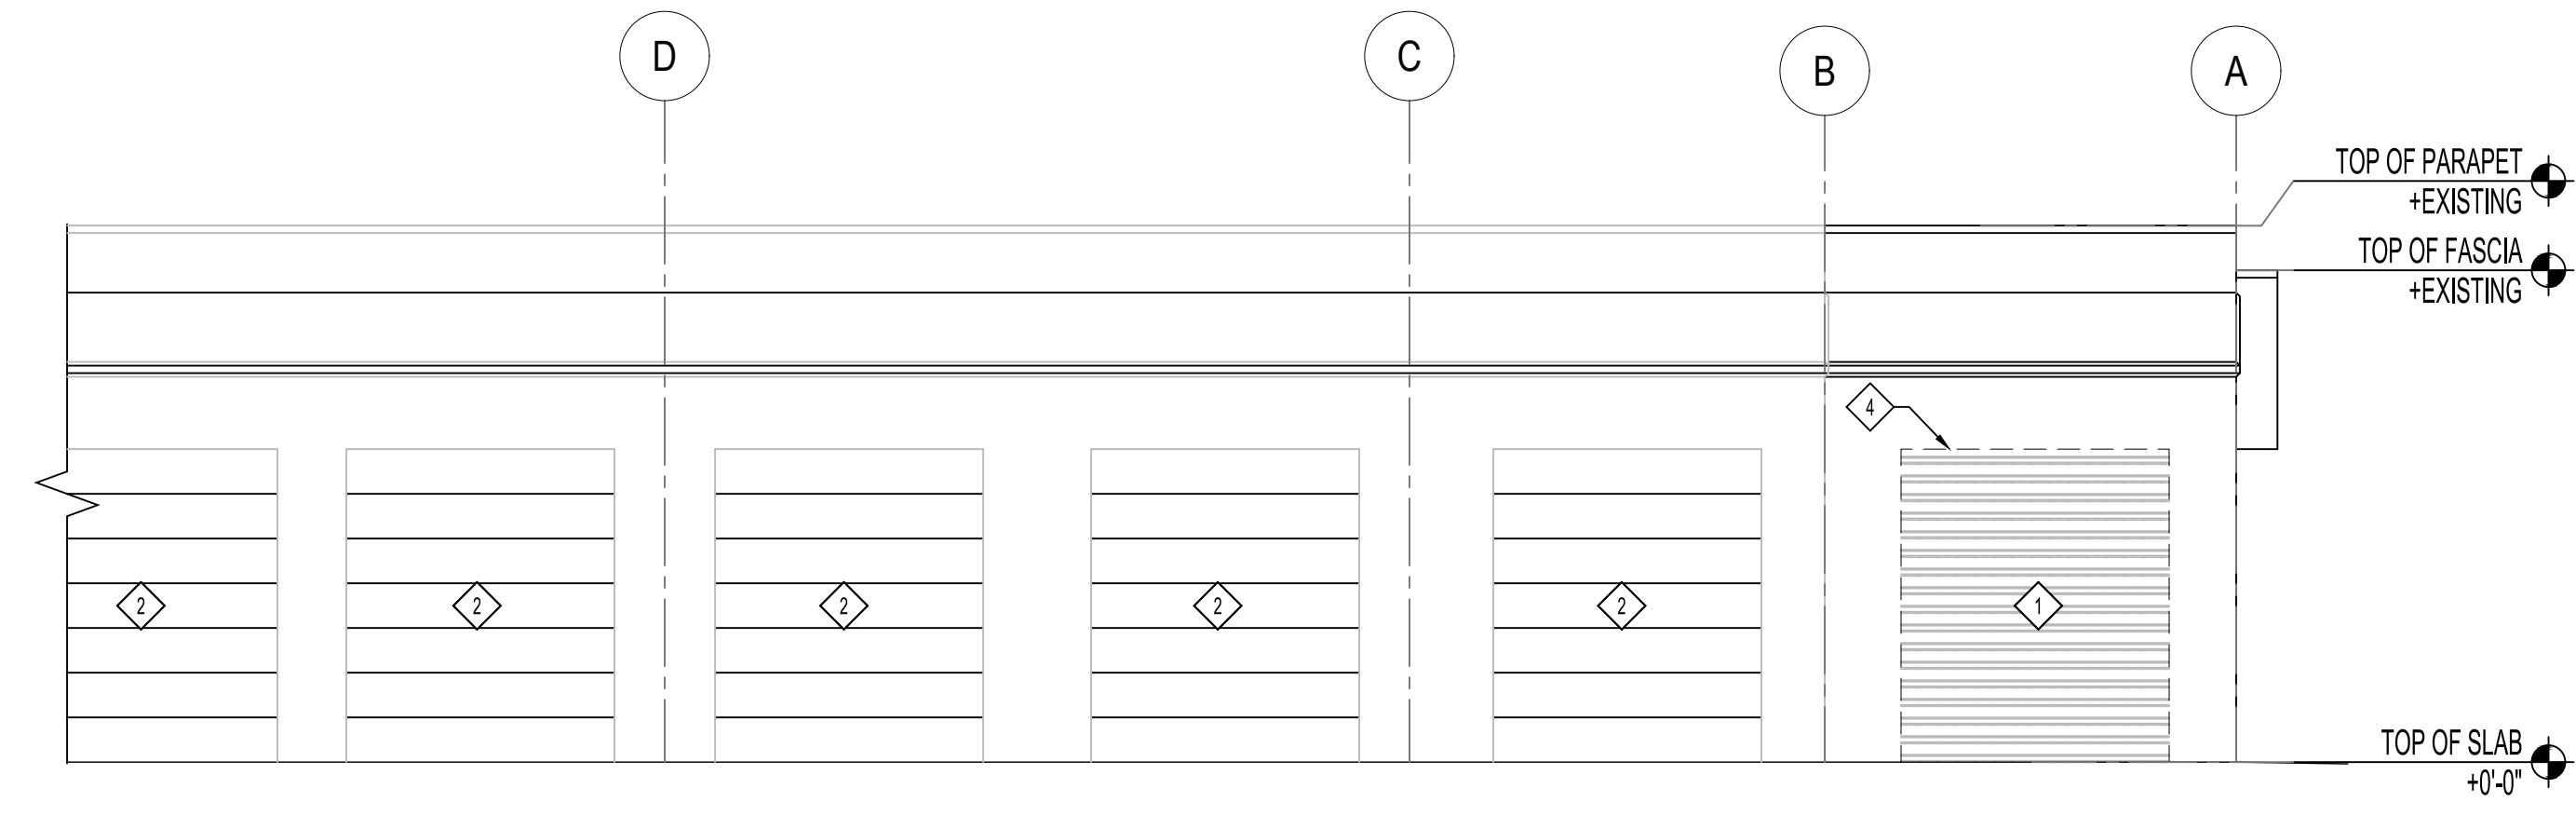 D
C
B
A
TOP OF PARAPET
+EXISTING
TOP OF FASCIA
+EXISTING
4
2
2
2
2
2
1
TOP OF SLAB
+0'-0"